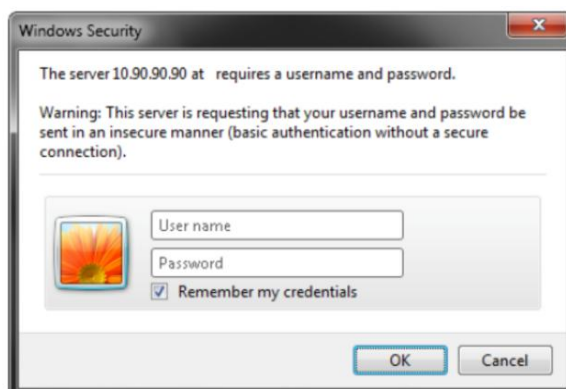 Windows Security
The server 10.90.90.90 at   requires a username and password.
Warning: This server is requesting that your username and password be
sent in an insecure manner (basic authentication without a secure
connection).
User name
Password
Remember my credentials
OK
Cancel